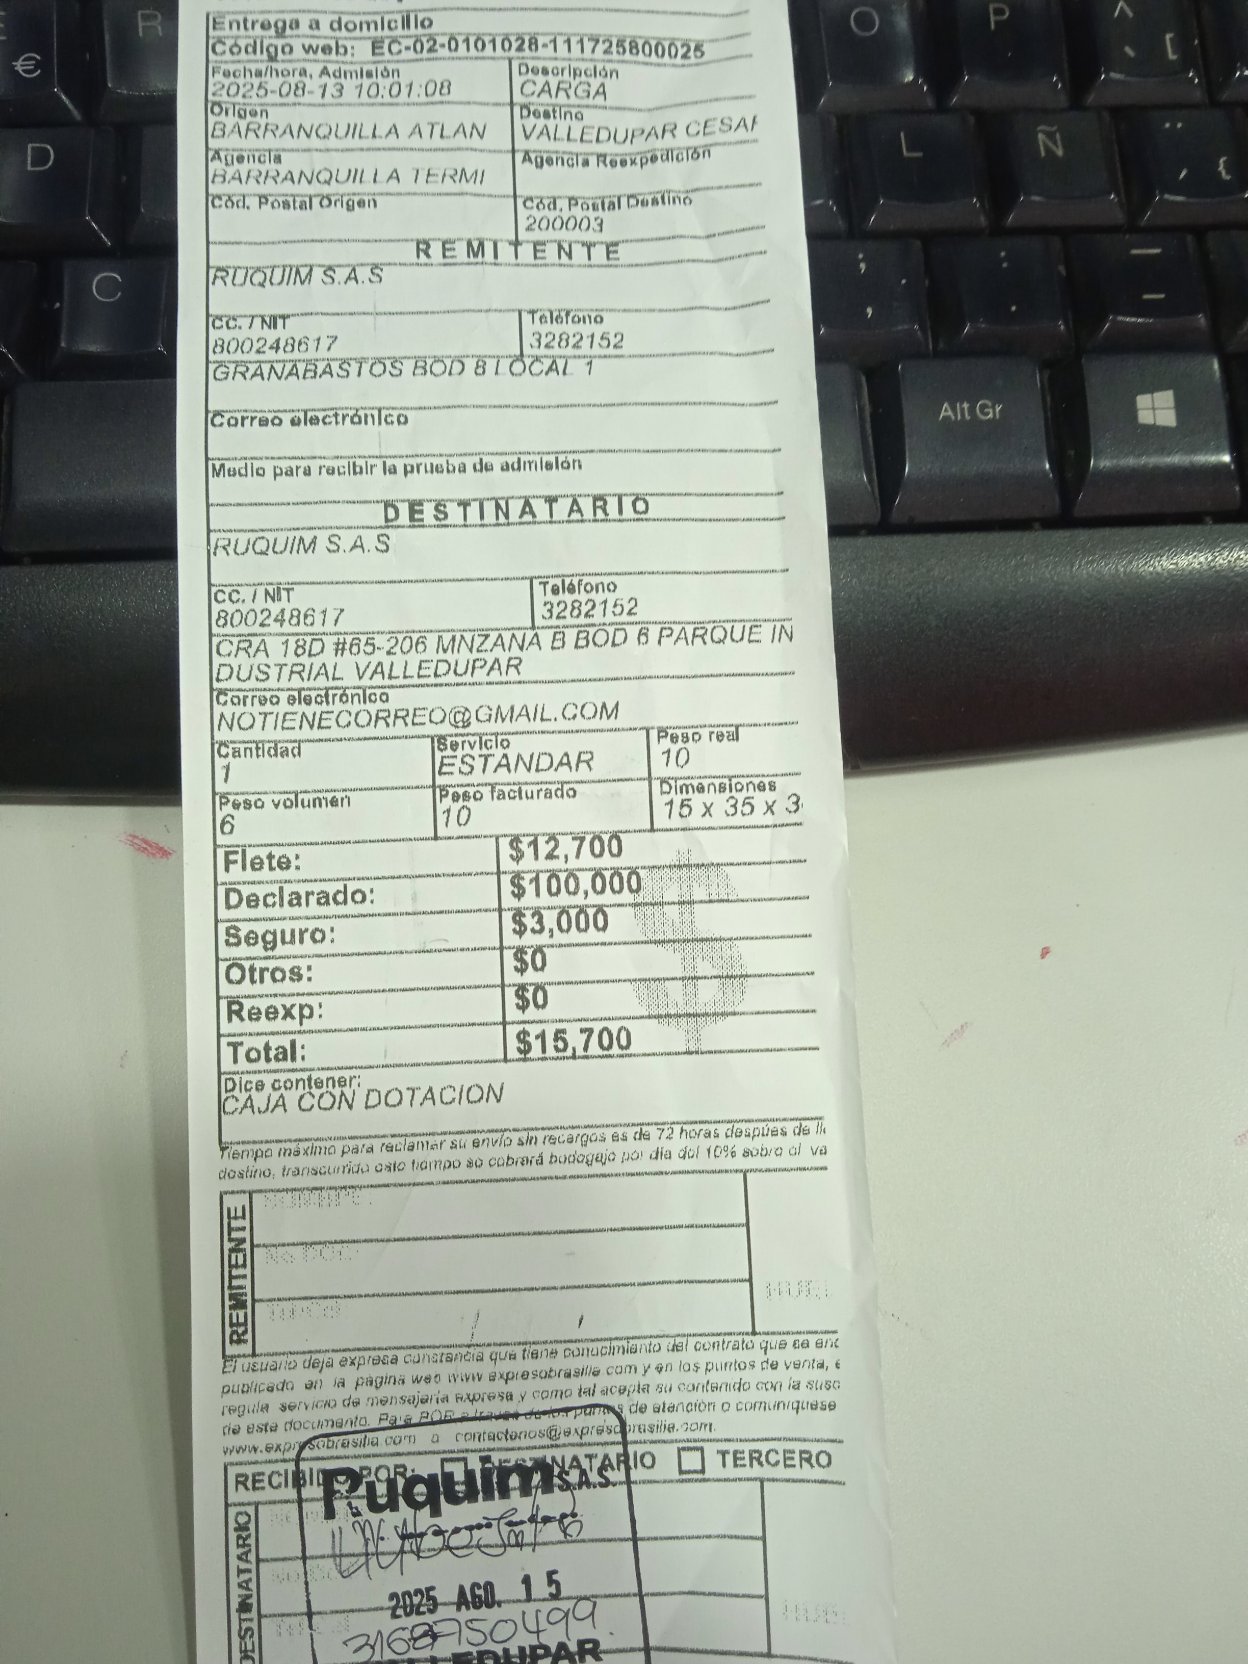 Entrega a domicilio
Código web: EC-02-0101028-111725800025
Fecha/hora, Admisión Descripción
2025-08-13 10:01:08 CARGA
Origen Destino
BARRANQUILLA ATLAN VALLEDUPAR CESAR
Agencia Agencia Reexpedición
BARRANQUILLA TERMI
Cód. Postal Origen Cód. Postal Destino
200003
REMITENTE
RUQUIM S.A.S
CC. / NIT Teléfono
800248617 3282152
GRANABASTOS BOD 8 LOCAL 1
Correo electrónico
Medio para recibir la prueba de admisión
DESTINATARIO
RUQUIM S.A.S
CC. / NIT Teléfono
800248617 3282152
CRA 18D #65-206 MNZANA B BOD 6 PARQUE IN
DUSTRIAL VALLEDUPAR
Correo electrónico
NOTIENECORREO@GMAIL.COM
Cantidad Servicio Peso real
1 ESTANDAR 10
Peso volumen Peso facturado Dimensiones
6 10 15 x 35 x 3
Flete: $12,700
Declarado: $100,000
Seguro: $3,000
Otros: $0
Reexp: $0
Total: $15,700
Dice contener:
CAJA CON DOTACION
Tiempo máximo para reclamar su envío sin recargos es de 72 horas despúes de
destino, transcurrido este tiempo se cobrará bodegaje por día del 10% sobre el va
REMITENTE
El usuario deja expresa constancia que tiene conocimiento del contrato que se enc
publicado en la página web www expresobrasilia com y en los puntos de venta, e
regula servicio de mensajería expresa y como tal acepta su contenido con la susc
de este documento. Para PQR a traves de los puntos de atención o comuniquese
www.expresobrasilia com o contactenos@expresobrasilia.com.
RECIBIDO POR: DESTINATARIO TERCERO
DESTINATARIO
Ruquim S.A.S.
2025 AGO. 15
3168750499
VALLEDUPAR
R
O
P
^
€
` [
D
L
Ñ
¨
´ {
C
; ,
: .
_ -
Alt Gr